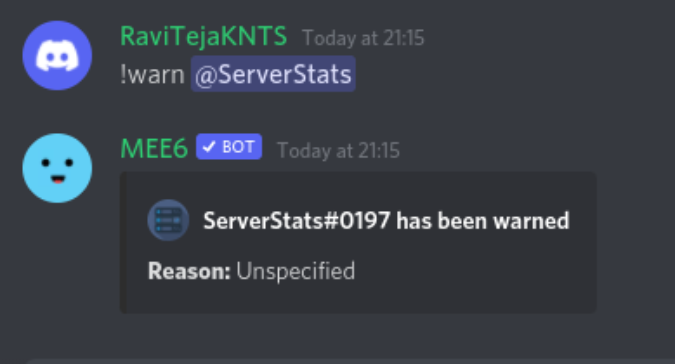 RaviTejaKNTS Today at 21:15
!warn @ServerStats
MEE6 ✓ BOT Today at 21:15
ServerStats#0197 has been warned
Reason: Unspecified